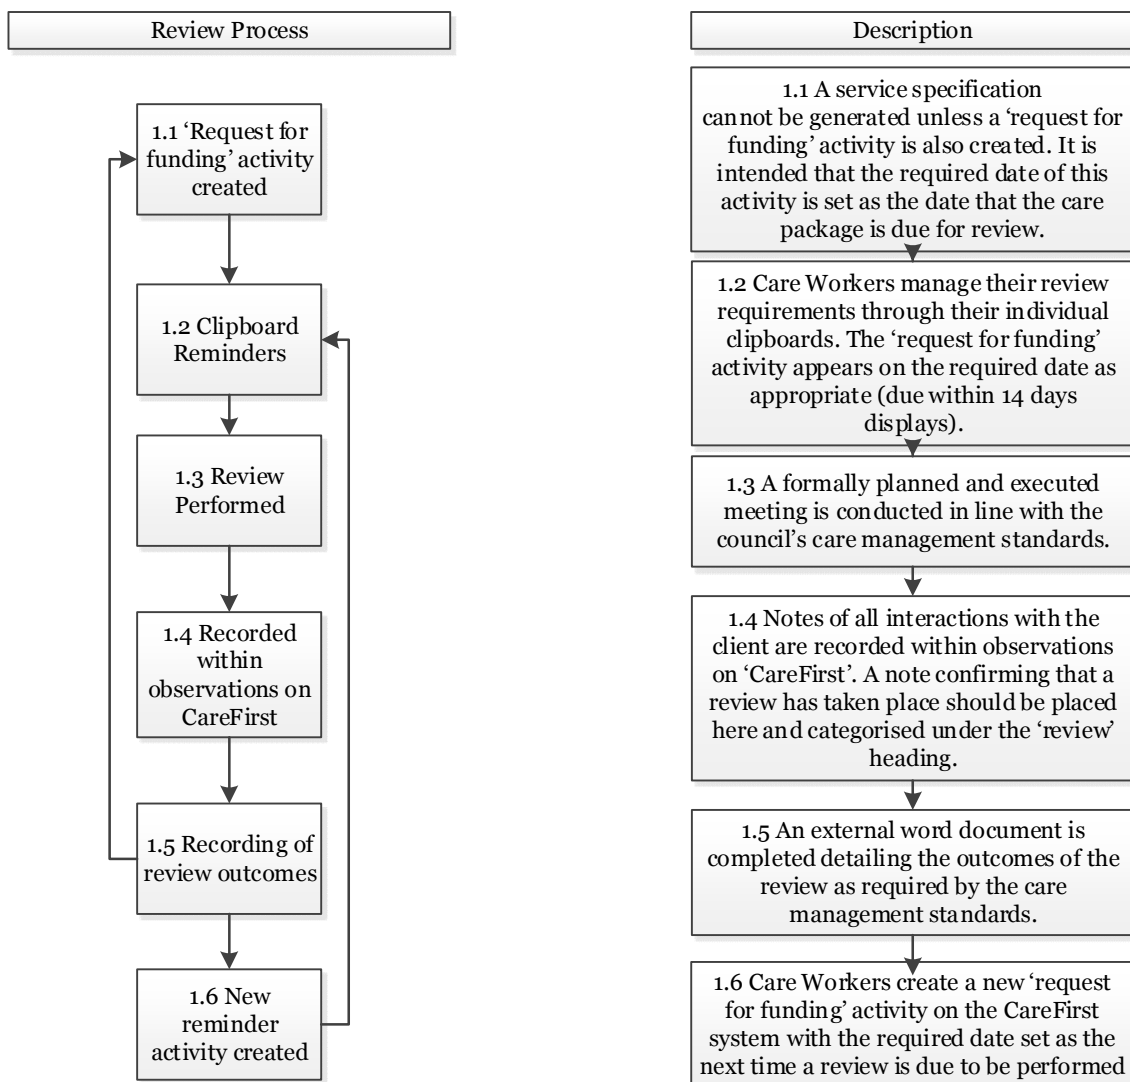 Review Process
1.1 ‘Request for
funding’ activity
created
1.2 Clipboard
Reminders
1.3 Review
Performed
1.4 Recorded
within
observations on
CareFirst
1.5 Recording of
review outcomes
1.6 New
reminder
activity created
Description
1.1 A service specification
cannot be generated unless a ‘request for
funding’ activity is also created. It is
intended that the required date of this
activity is set as the date that the care
package is due for review.
1.2 Care Workers manage their review
requirements through their individual
clipboards. The ‘request for funding’
activity appears on the required date as
appropriate (due within 14 days
displays).
1.3 A formally planned and executed
meeting is conducted in line with the
council’s care management standards.
1.4 Notes of all interactions with the
client are recorded within observations
on ‘CareFirst’. A note confirming that a
review has taken place should be placed
here and categorised under the ‘review’
heading.
1.5 An external word document is
completed detailing the outcomes of the
review as required by the care
management standards.
1.6 Care Workers create a new ‘request
for funding’ activity on the CareFirst
system with the required date set as the
next time a review is due to be performed